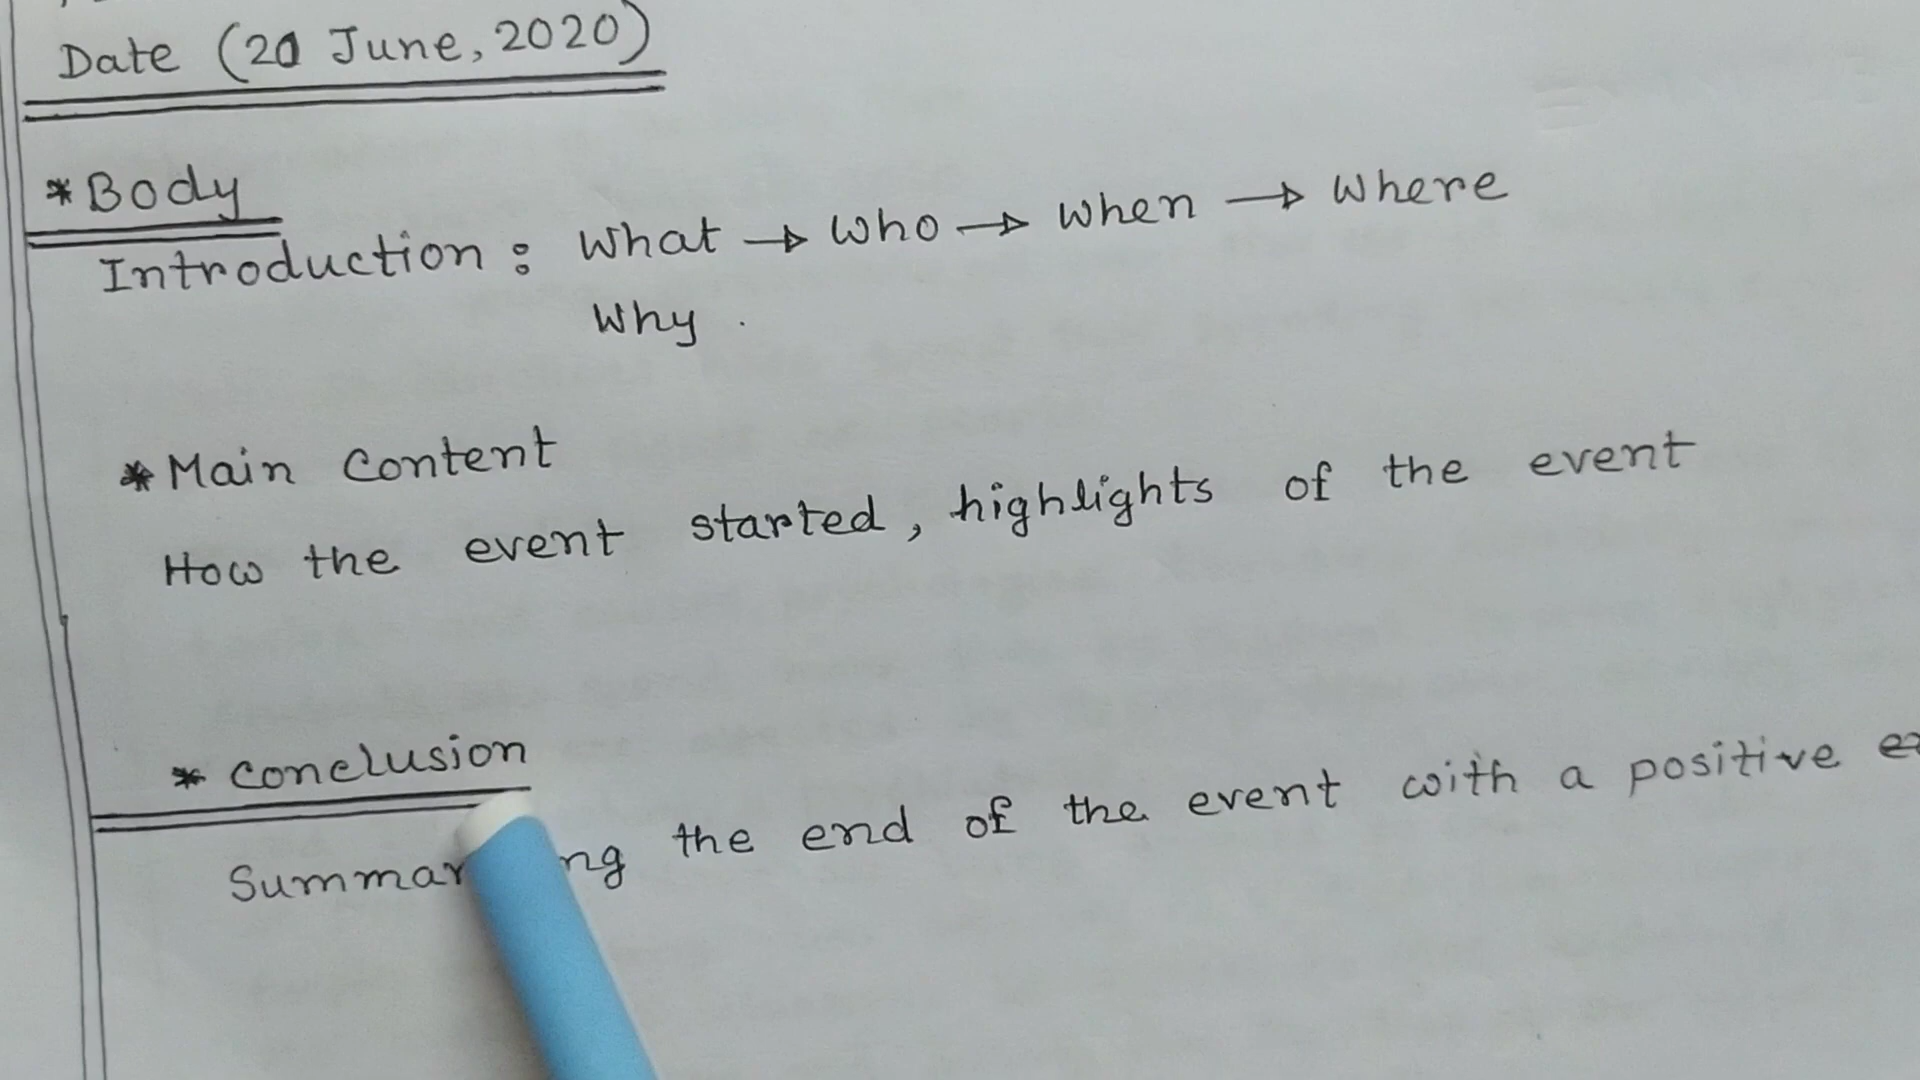 Date (20 June, 2020)
*Body
Introduction : What → Who → When → Where
Why.
*Main Content
How the event started, highlights of the event
* Conclusion
the end of the event with a positive